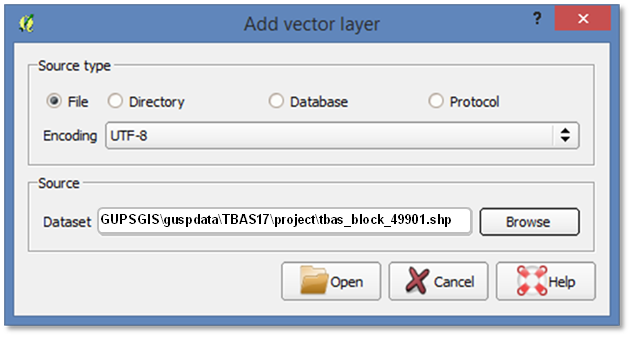 Add vector layer
?
Source type
File Directory Database Protocol
Encoding UTF-8
Source
Dataset GUPSGIS\guspdata\TBAS17\project\tbas_block_49901.shp Browse
Open Cancel Help